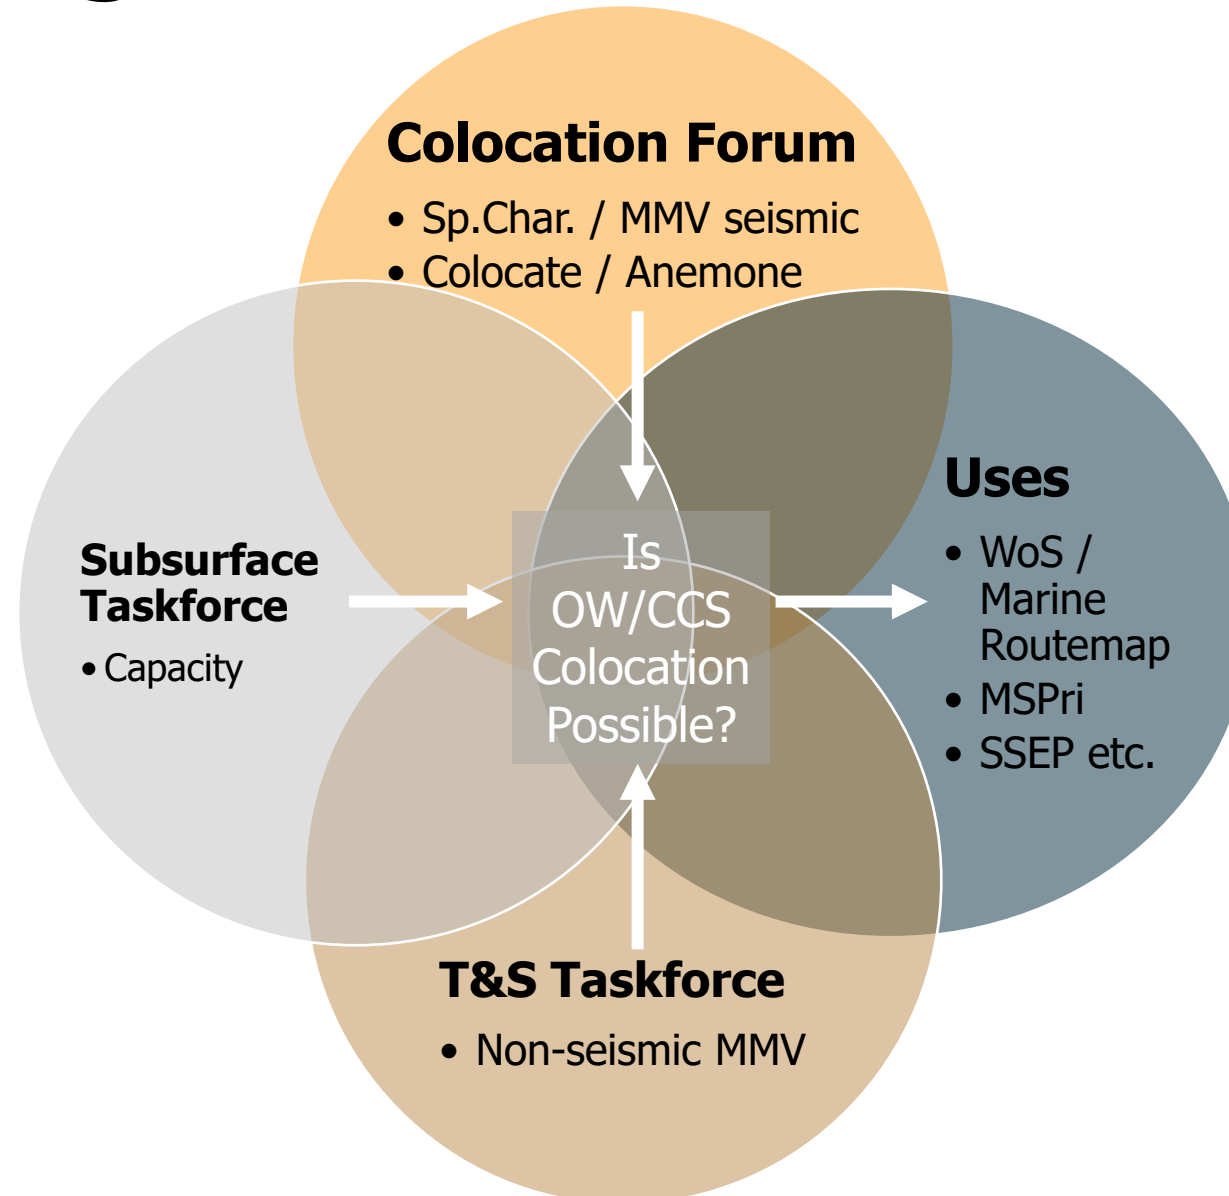 Colocation Forum
• Sp.Char. / MMV seismic
• Colocate / Anemone
Subsurface
Taskforce
• Capacity
Is
OW/CCS
Colocation
Possible?
Uses
• WoS /
Marine
Routemap
• MSPri
• SSEP etc.
T&S Taskforce
• Non-seismic MMV